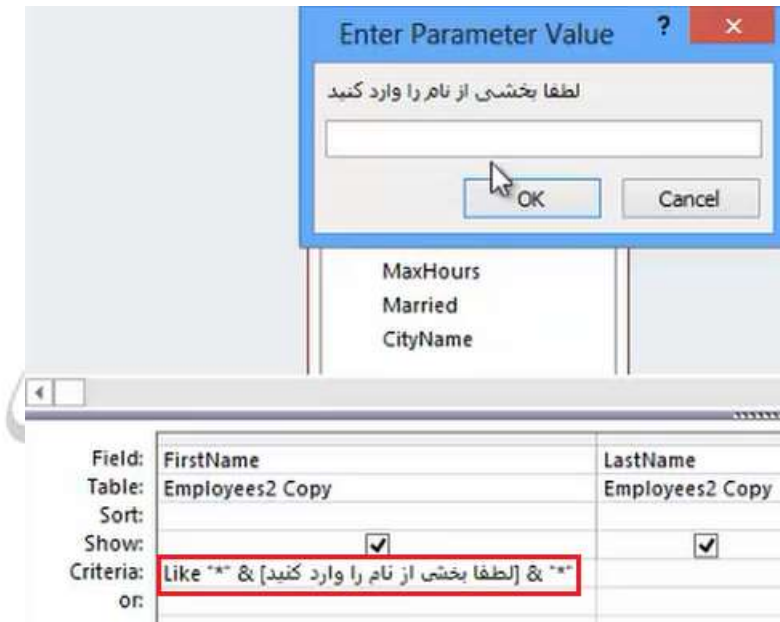 Enter Parameter Value ?
لطفا بخشی از نام را وارد کنید
OK Cancel
MaxHours
Married
CityName
Field: FirstName LastName
Table: Employees2 Copy Employees2 Copy
Sort:
Show:
Criteria: Like "*" & [لطفا بخشی از نام را وارد کنید] & "*"
or: